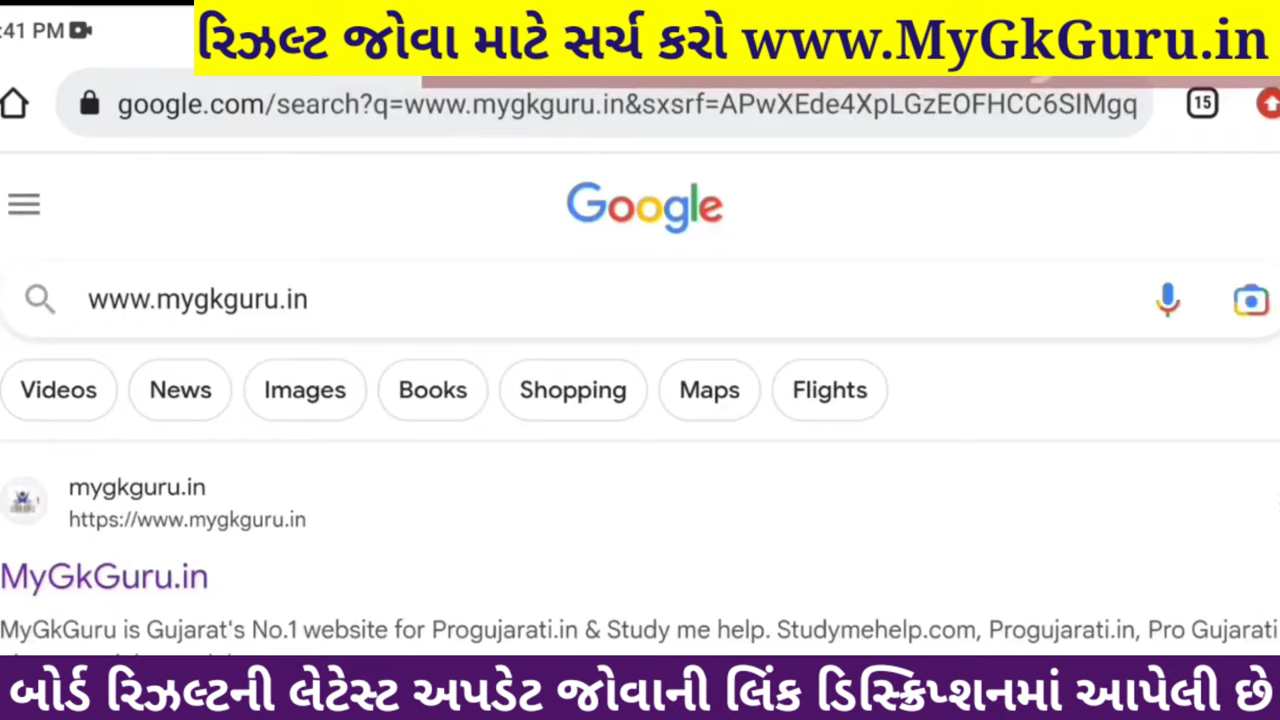 :41 PM
રિઝલ્ટ જોવા માટે સર્ચ કરો www.MyGkGuru.in
google.com/search?q=www.mygkguru.in&sxsrf=APwXEde4XpLGzEOFHCC6SIMgq
15
Google
www.mygkguru.in
Videos News Images Books Shopping Maps Flights
mygkguru.in
https://www.mygkguru.in
MyGkGuru.in
MyGkGuru is Gujarat's No.1 website for Progujarati.in & Study me help. Studymehelp.com, Progujarati.in, Pro Gujarati
બોર્ડ રિઝલ્ટની લેટેસ્ટ અપડેટ જોવાની લિંક ડિસ્ક્રિપ્શનમાં આપેલી છે